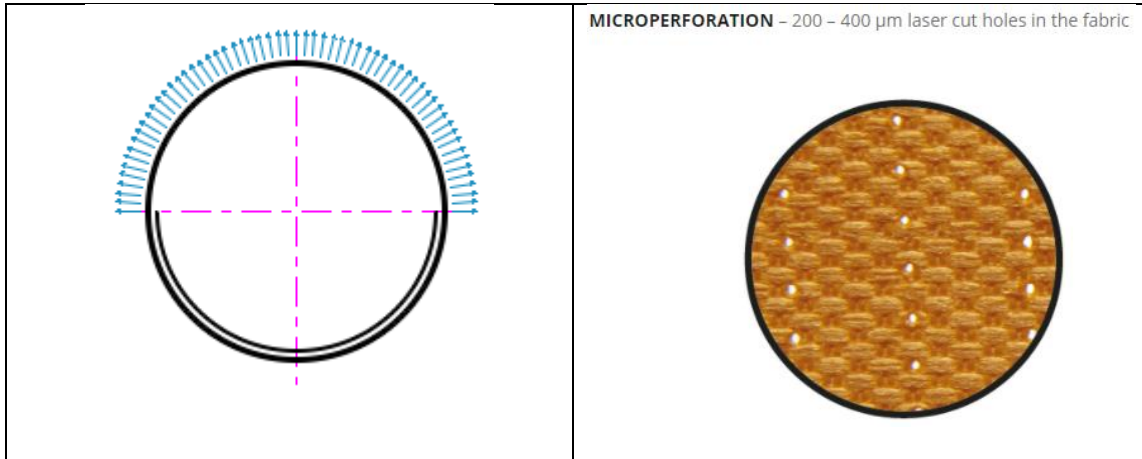 MICROPERFORATION – 200 – 400 µm laser cut holes in the fabric